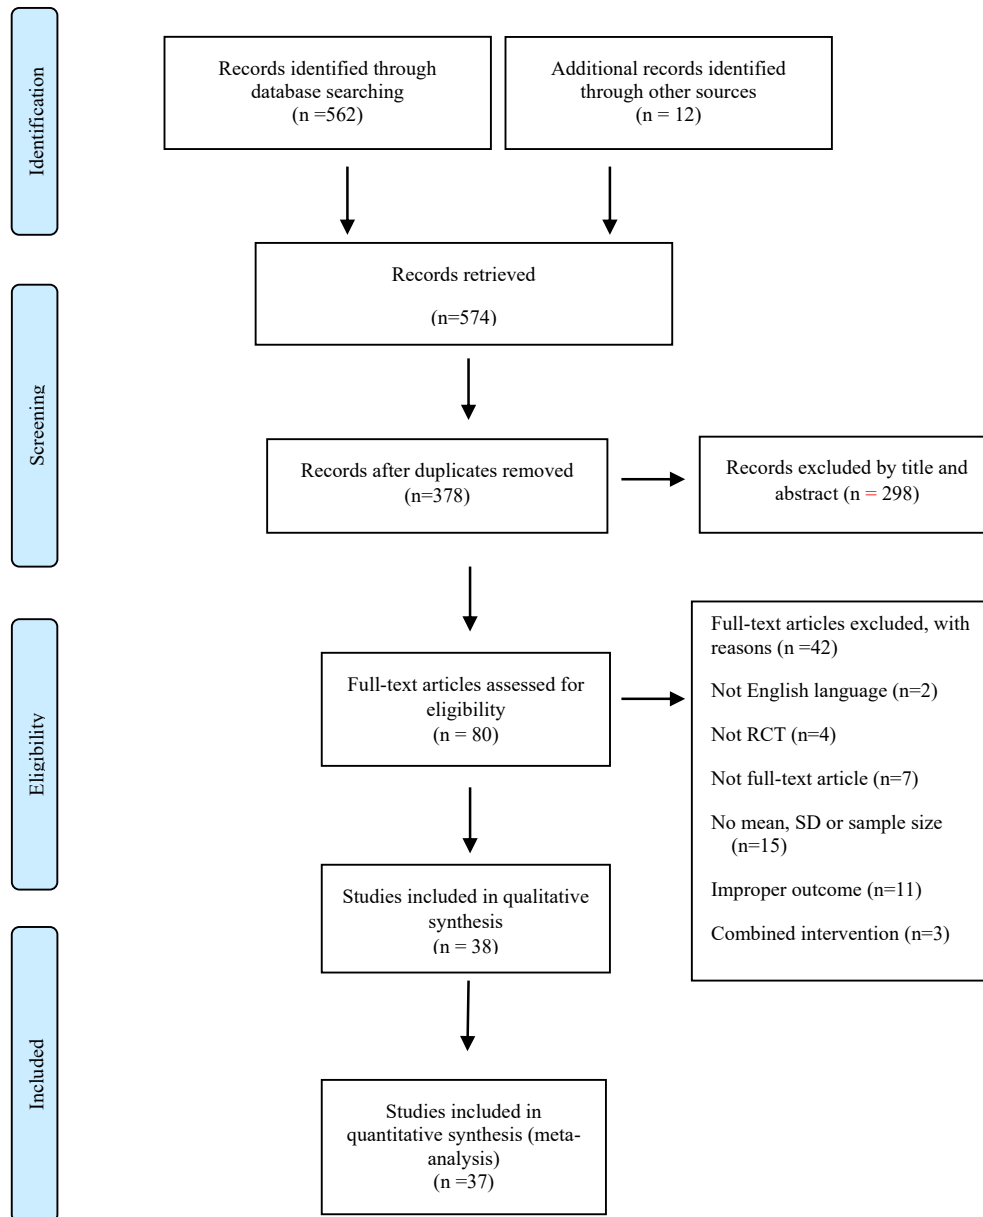 Identification
Records identified through
database searching
(n =562)
Additional records identified
through other sources
(n = 12)
Records retrieved
(n=574)
Screening
Records after duplicates removed
(n=378)
Records excluded by title and
abstract (n = 298)
Eligibility
Full-text articles assessed for
eligibility
(n = 80)
Full-text articles excluded, with
reasons (n =42)
Not English language (n=2)
Not RCT (n=4)
Not full-text article (n=7)
No mean, SD or sample size
(n=15)
Improper outcome (n=11)
Combined intervention (n=3)
Studies included in qualitative
synthesis
(n = 38)
Included
Studies included in
quantitative synthesis (meta-
analysis)
(n =37)